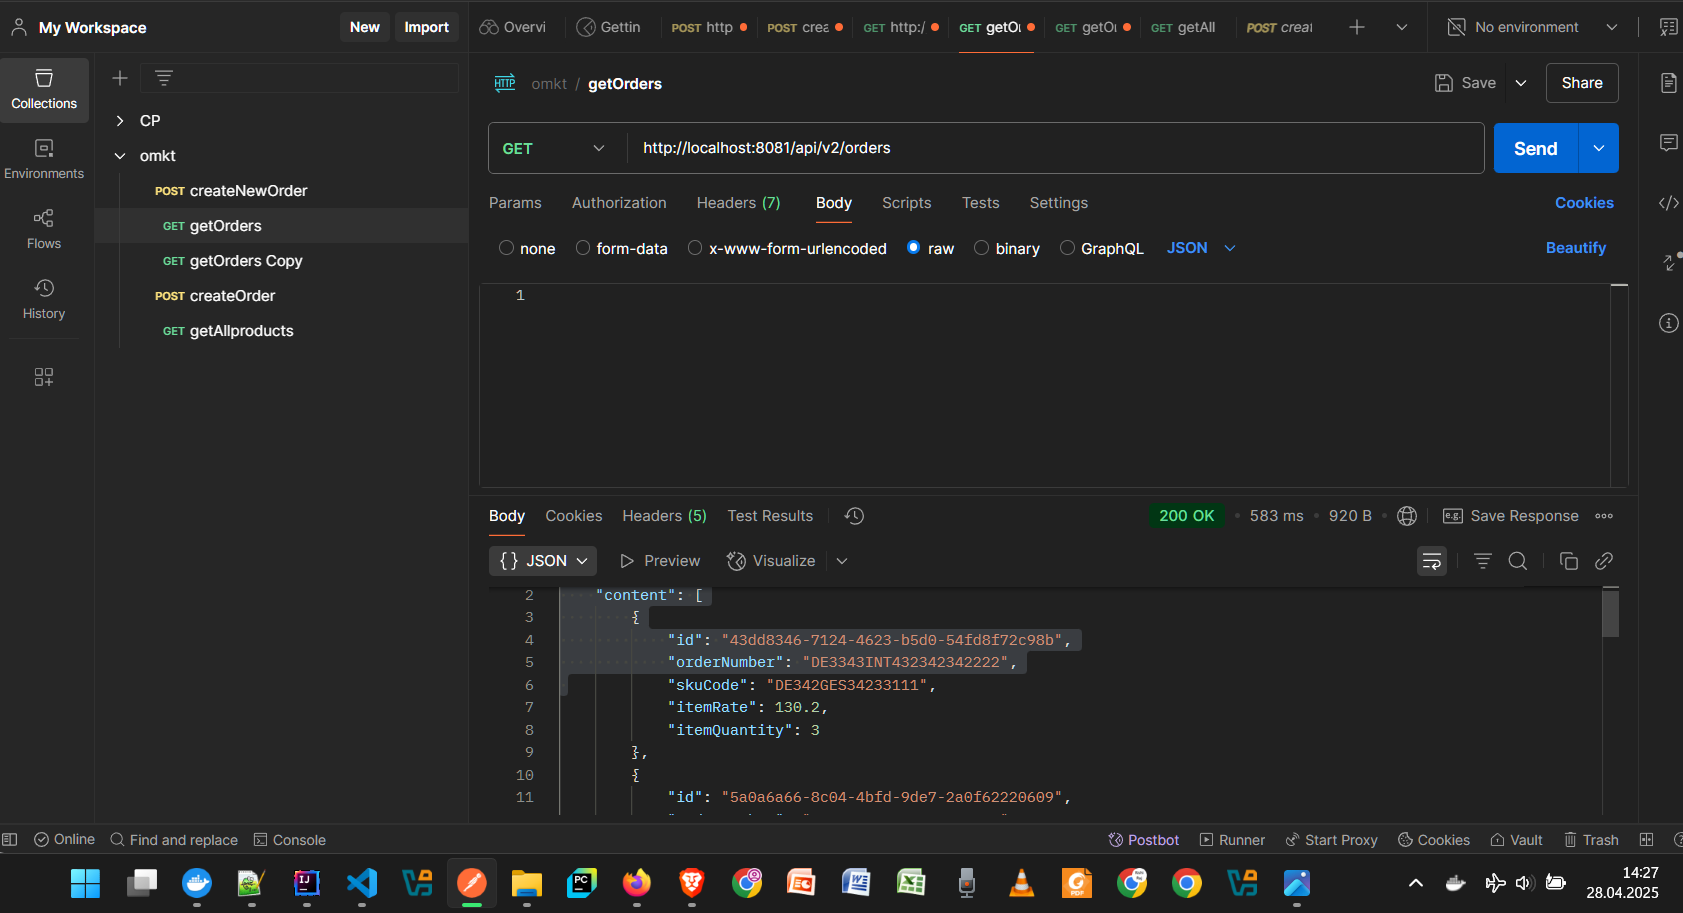 My Workspace
New
Import
Overvi
Gettin
POST http
POST crea
GET http:/
GET getOr
GET getOr
GET getAll
POST creat
No environment
Collections
Environments
Flows
History
CP
omkt
POST createNewOrder
GET getOrders
GET getOrders Copy
POST createOrder
GET getAllproducts
HTTP omkt / getOrders
Save
Share
GET
http://localhost:8081/api/v2/orders
Send
Params
Authorization
Headers (7)
Body
Scripts
Tests
Settings
Cookies
none
form-data
x-www-form-urlencoded
raw
binary
GraphQL
JSON
Beautify
1
Body
Cookies
Headers (5)
Test Results
200 OK
583 ms
920 B
e.g. Save Response
{} JSON
Preview
Visualize
2 "content": [
3 {
4 "id": "43dd8346-7124-4623-b5d0-54fd8f72c98b",
5 "orderNumber": "DE3343INT432342342222",
6 "skuCode": "DE342GES34233111",
7 "itemRate": 130.2,
8 "itemQuantity": 3
9 },
10 {
11 "id": "5a0a6a66-8c04-4bfd-9de7-2a0f62220609",
Online
Find and replace
Console
Postbot
Runner
Start Proxy
Cookies
Vault
Trash
14:27
28.04.2025